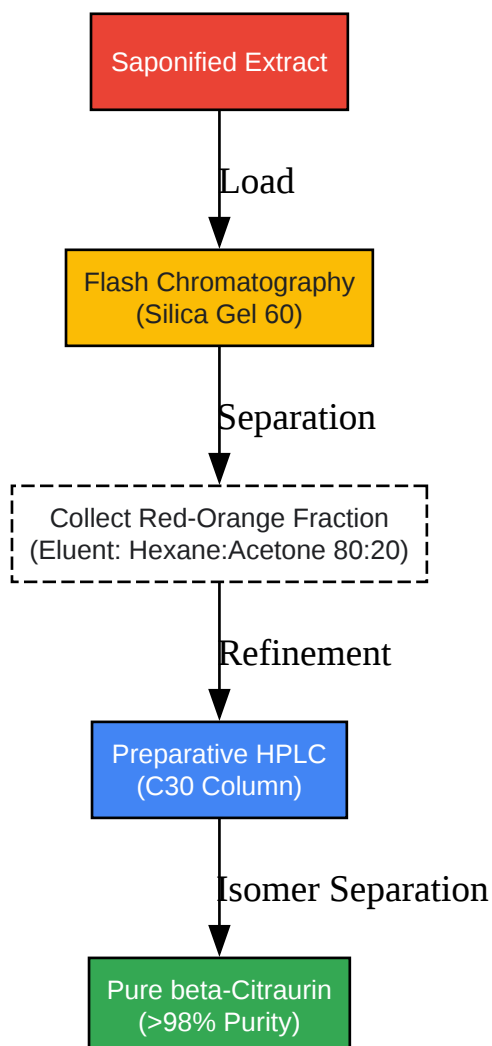 Saponified Extract
Load
Flash Chromatography
(Silica Gel 60)
Separation
Collect Red-Orange Fraction
(Eluent: Hexane:Acetone 80:20)
Refinement
Preparative HPLC
(C30 Column)
Isomer Separation
Pure beta-Citraurin
(>98% Purity)